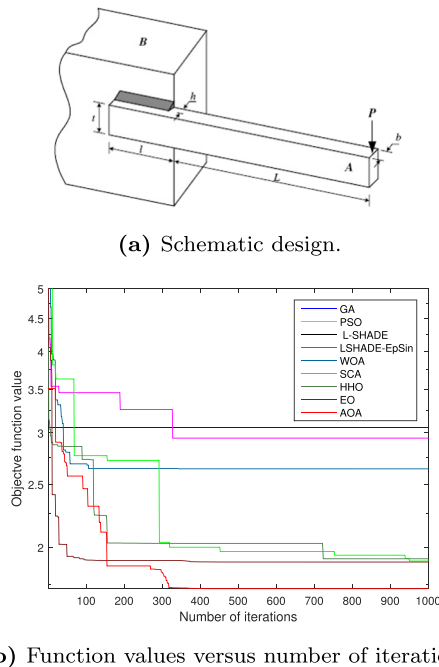 B
h
t
P
b
A
l
L
(a) Schematic design.
5
4.5
4
3.5
3
2.5
2
Objectve function value
GA
PSO
L-SHADE
LSHADE-EpSin
WOA
SCA
HHO
EO
AOA
100 200 300 400 500 600 700 800 900 1000
Number of iterations
) Function values versus number of iterati